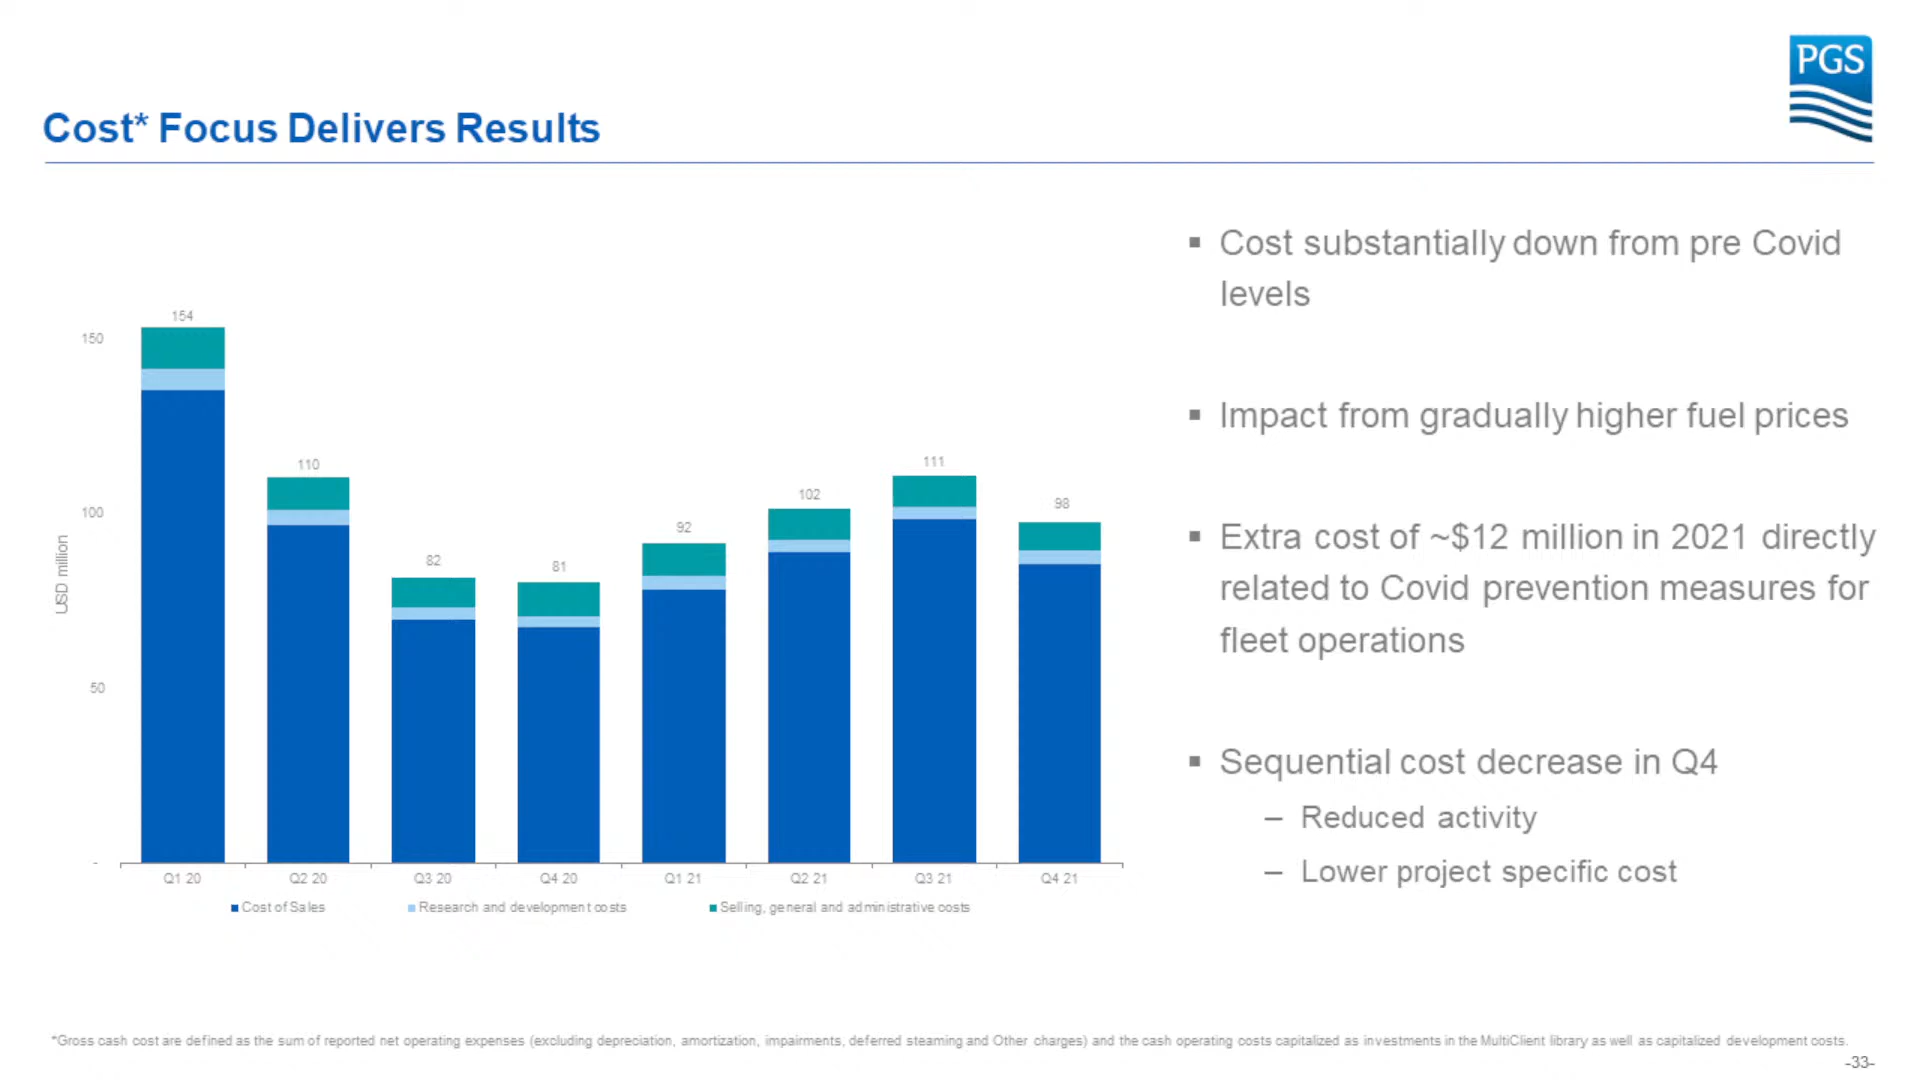 PGS
Cost* Focus Delivers Results
▪ Cost substantially down from pre Covid
levels
▪ Impact from gradually higher fuel prices
▪ Extra cost of ~$12 million in 2021 directly
related to Covid prevention measures for
fleet operations
▪ Sequential cost decrease in Q4
– Reduced activity
– Lower project specific cost
USD million
150
100
50
-
154
110
82
81
92
102
111
98
Q1 20
Q2 20
Q3 20
Q4 20
Q1 21
Q2 21
Q3 21
Q4 21
Cost of Sales
Research and development costs
Selling, general and administrative costs
*Gross cash cost are defined as the sum of reported net operating expenses (excluding depreciation, amortization, impairments, deferred steaming and Other charges) and the cash operating costs capitalized as investments in the MultiClient library as well as capitalized development costs.
-33-